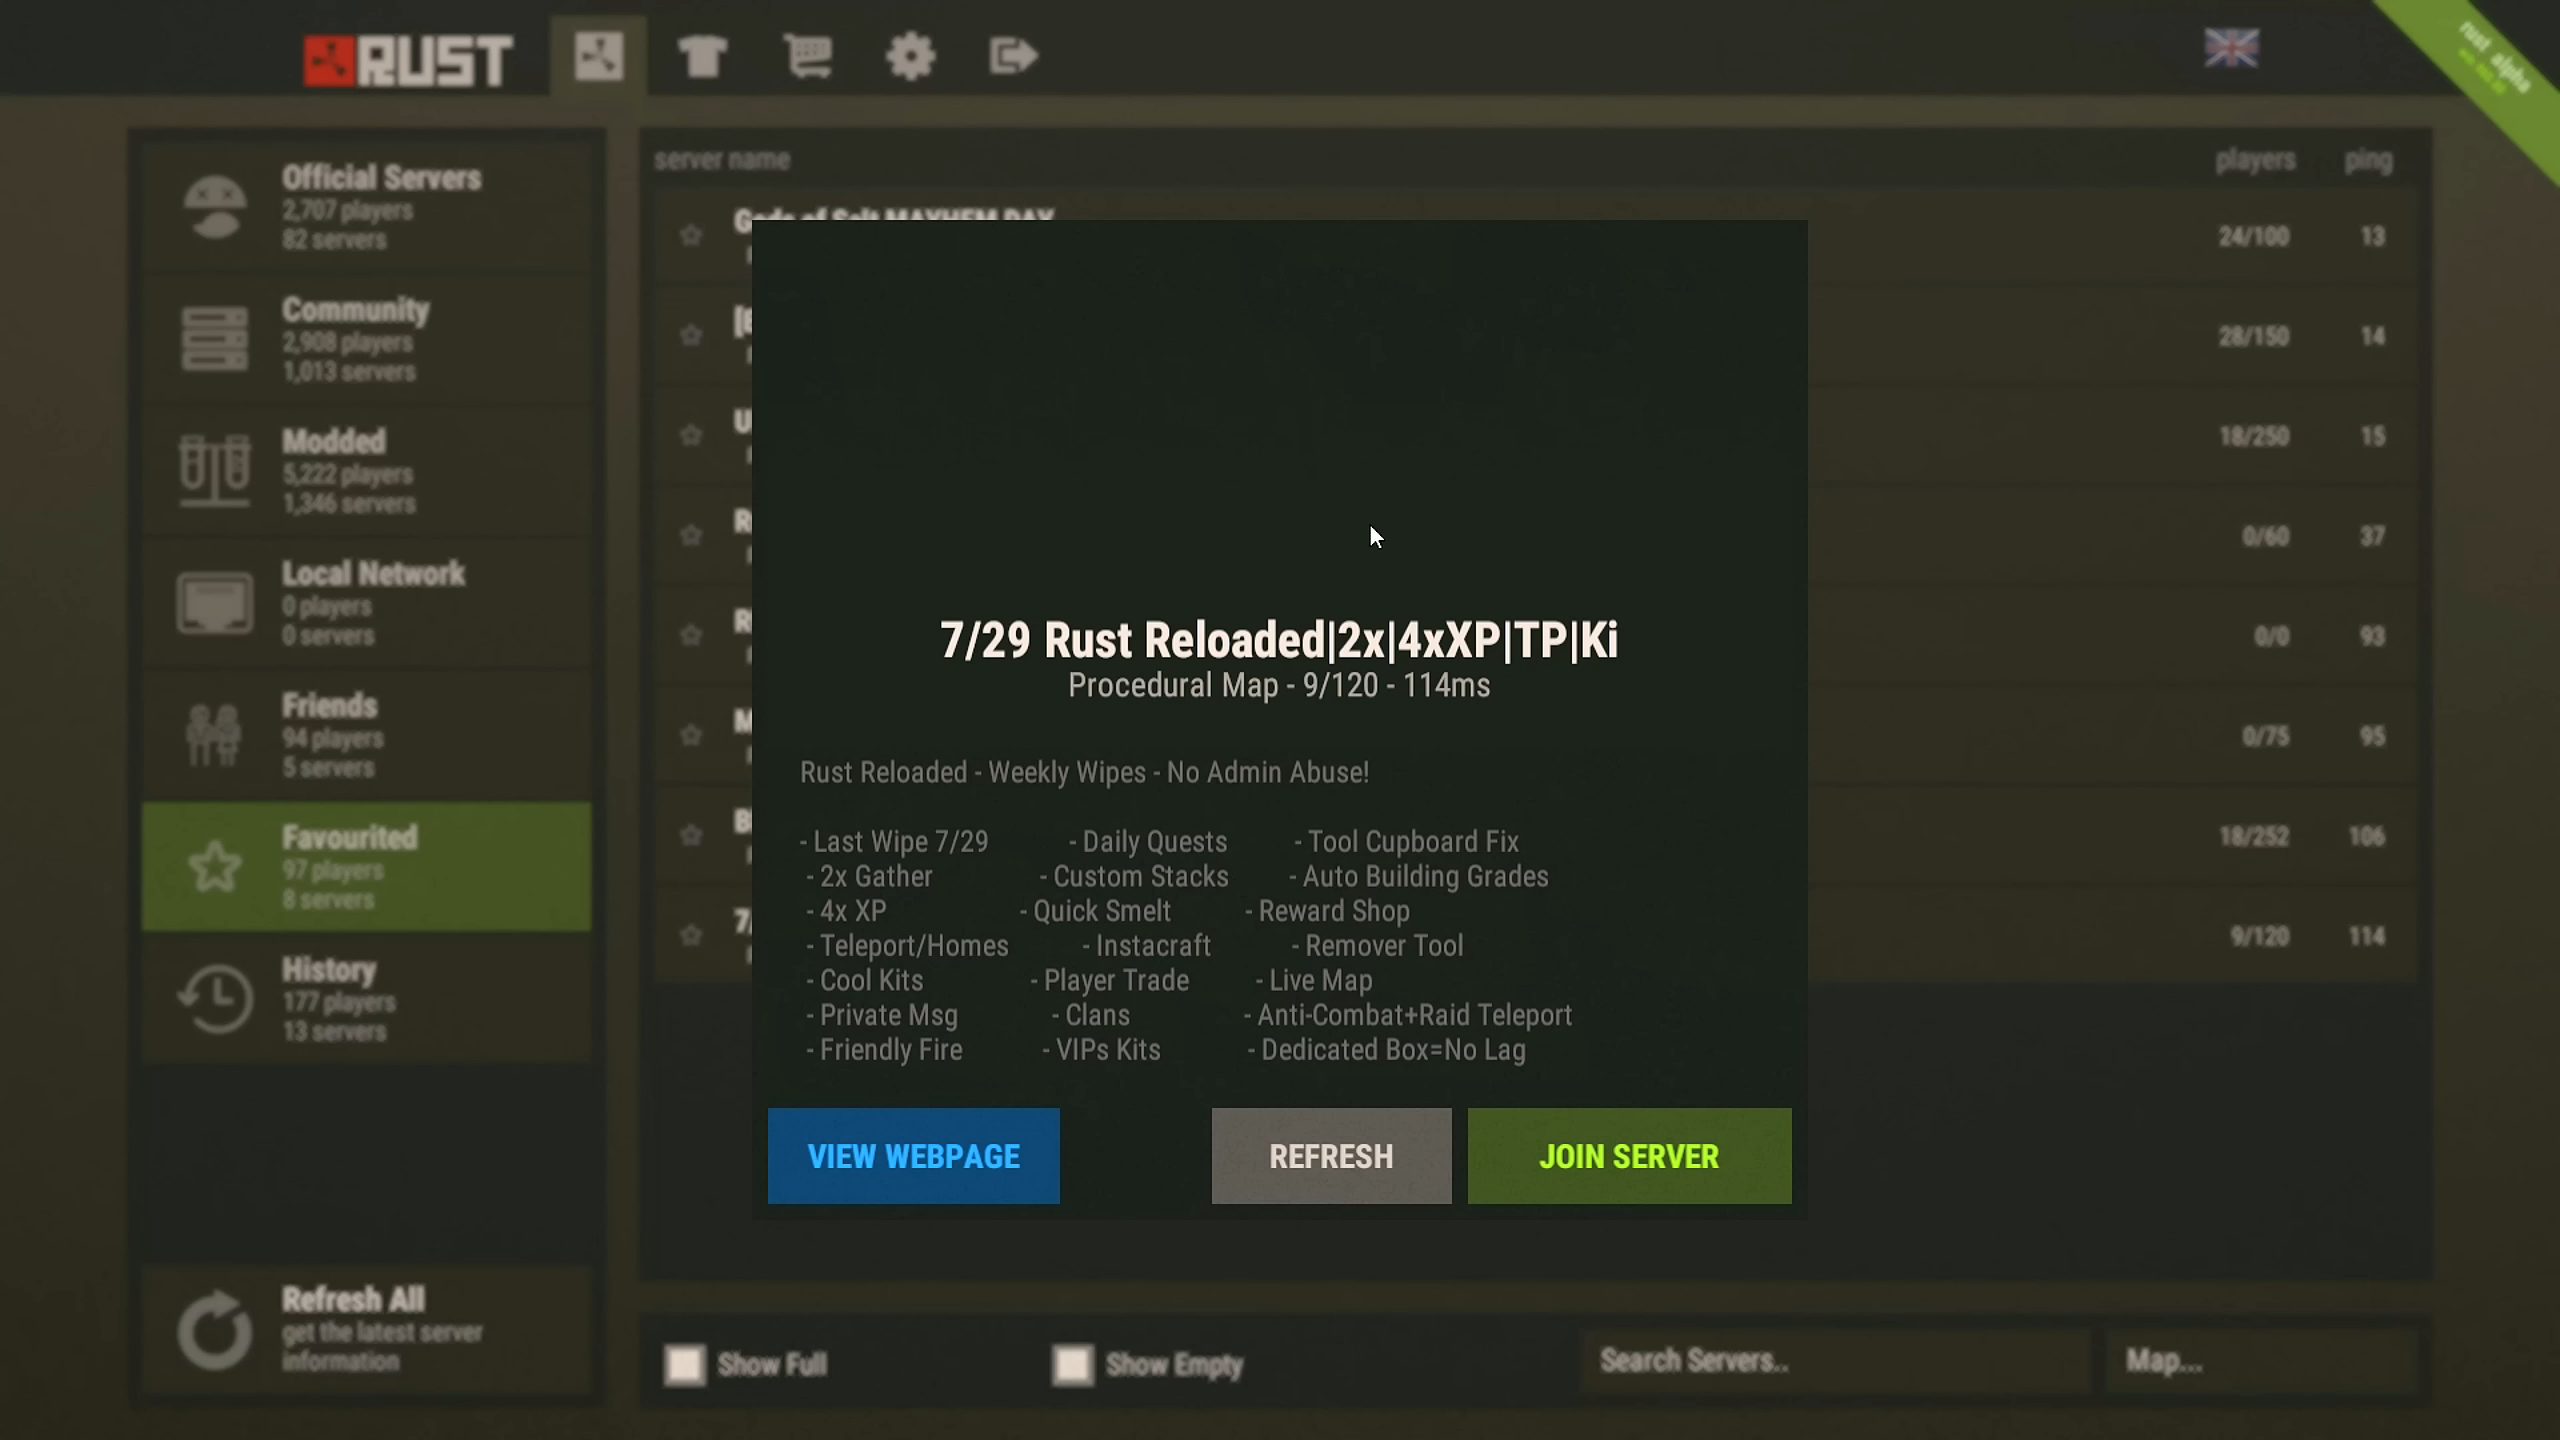 RUST
rust alpha
Official Servers
2,707 players
82 servers
Community
2,908 players
1,013 servers
Modded
5,222 players
1,346 servers
Local Network
0 players
0 servers
Friends
94 players
5 servers
Favourited
97 players
8 servers
History
177 players
13 servers
Refresh All
get the latest server
information
server name players ping
24/100 13
28/150 14
18/250 15
0/60 37
0/0 93
0/75 95
18/252 106
7/ 9/120 114
7/29 Rust Reloaded|2x|4xXP|TP|Ki
Procedural Map - 9/120 - 114ms
Rust Reloaded - Weekly Wipes - No Admin Abuse!
- Last Wipe 7/29 - Daily Quests - Tool Cupboard Fix
- 2x Gather - Custom Stacks - Auto Building Grades
- 4x XP - Quick Smelt - Reward Shop
- Teleport/Homes - Instacraft - Remover Tool
- Cool Kits - Player Trade - Live Map
- Private Msg - Clans - Anti-Combat+Raid Teleport
- Friendly Fire - VIPs Kits - Dedicated Box=No Lag
VIEW WEBPAGE REFRESH JOIN SERVER
Show Full Show Empty Search Servers.. Map...